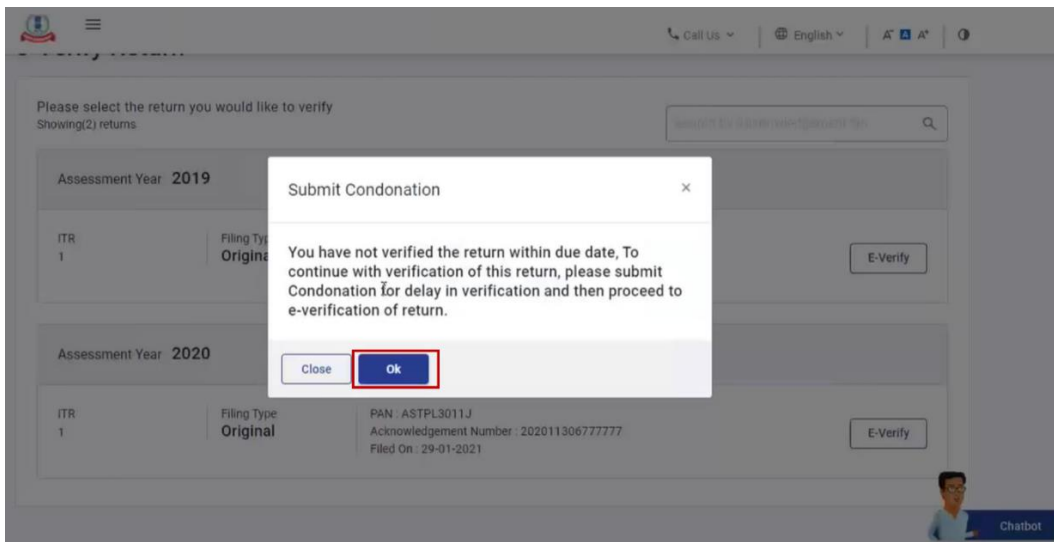 Call Us
English
A- A A+
e-Verify Return
Please select the return you would like to verify
Showing(2) returns
Assessment Year 2019
Submit Condonation
×
ITR
1
Filing Typ
Origina
You have not verified the return within due date, To
continue with verification of this return, please submit
Condonation for delay in verification and then proceed to
e-verification of return.
E-Verify
Close
Ok
Assessment Year 2020
ITR
1
Filing Type
Original
PAN : ASTPL3011J
Acknowledgement Number : 202011306777777
Filed On : 29-01-2021
E-Verify
Chatbot